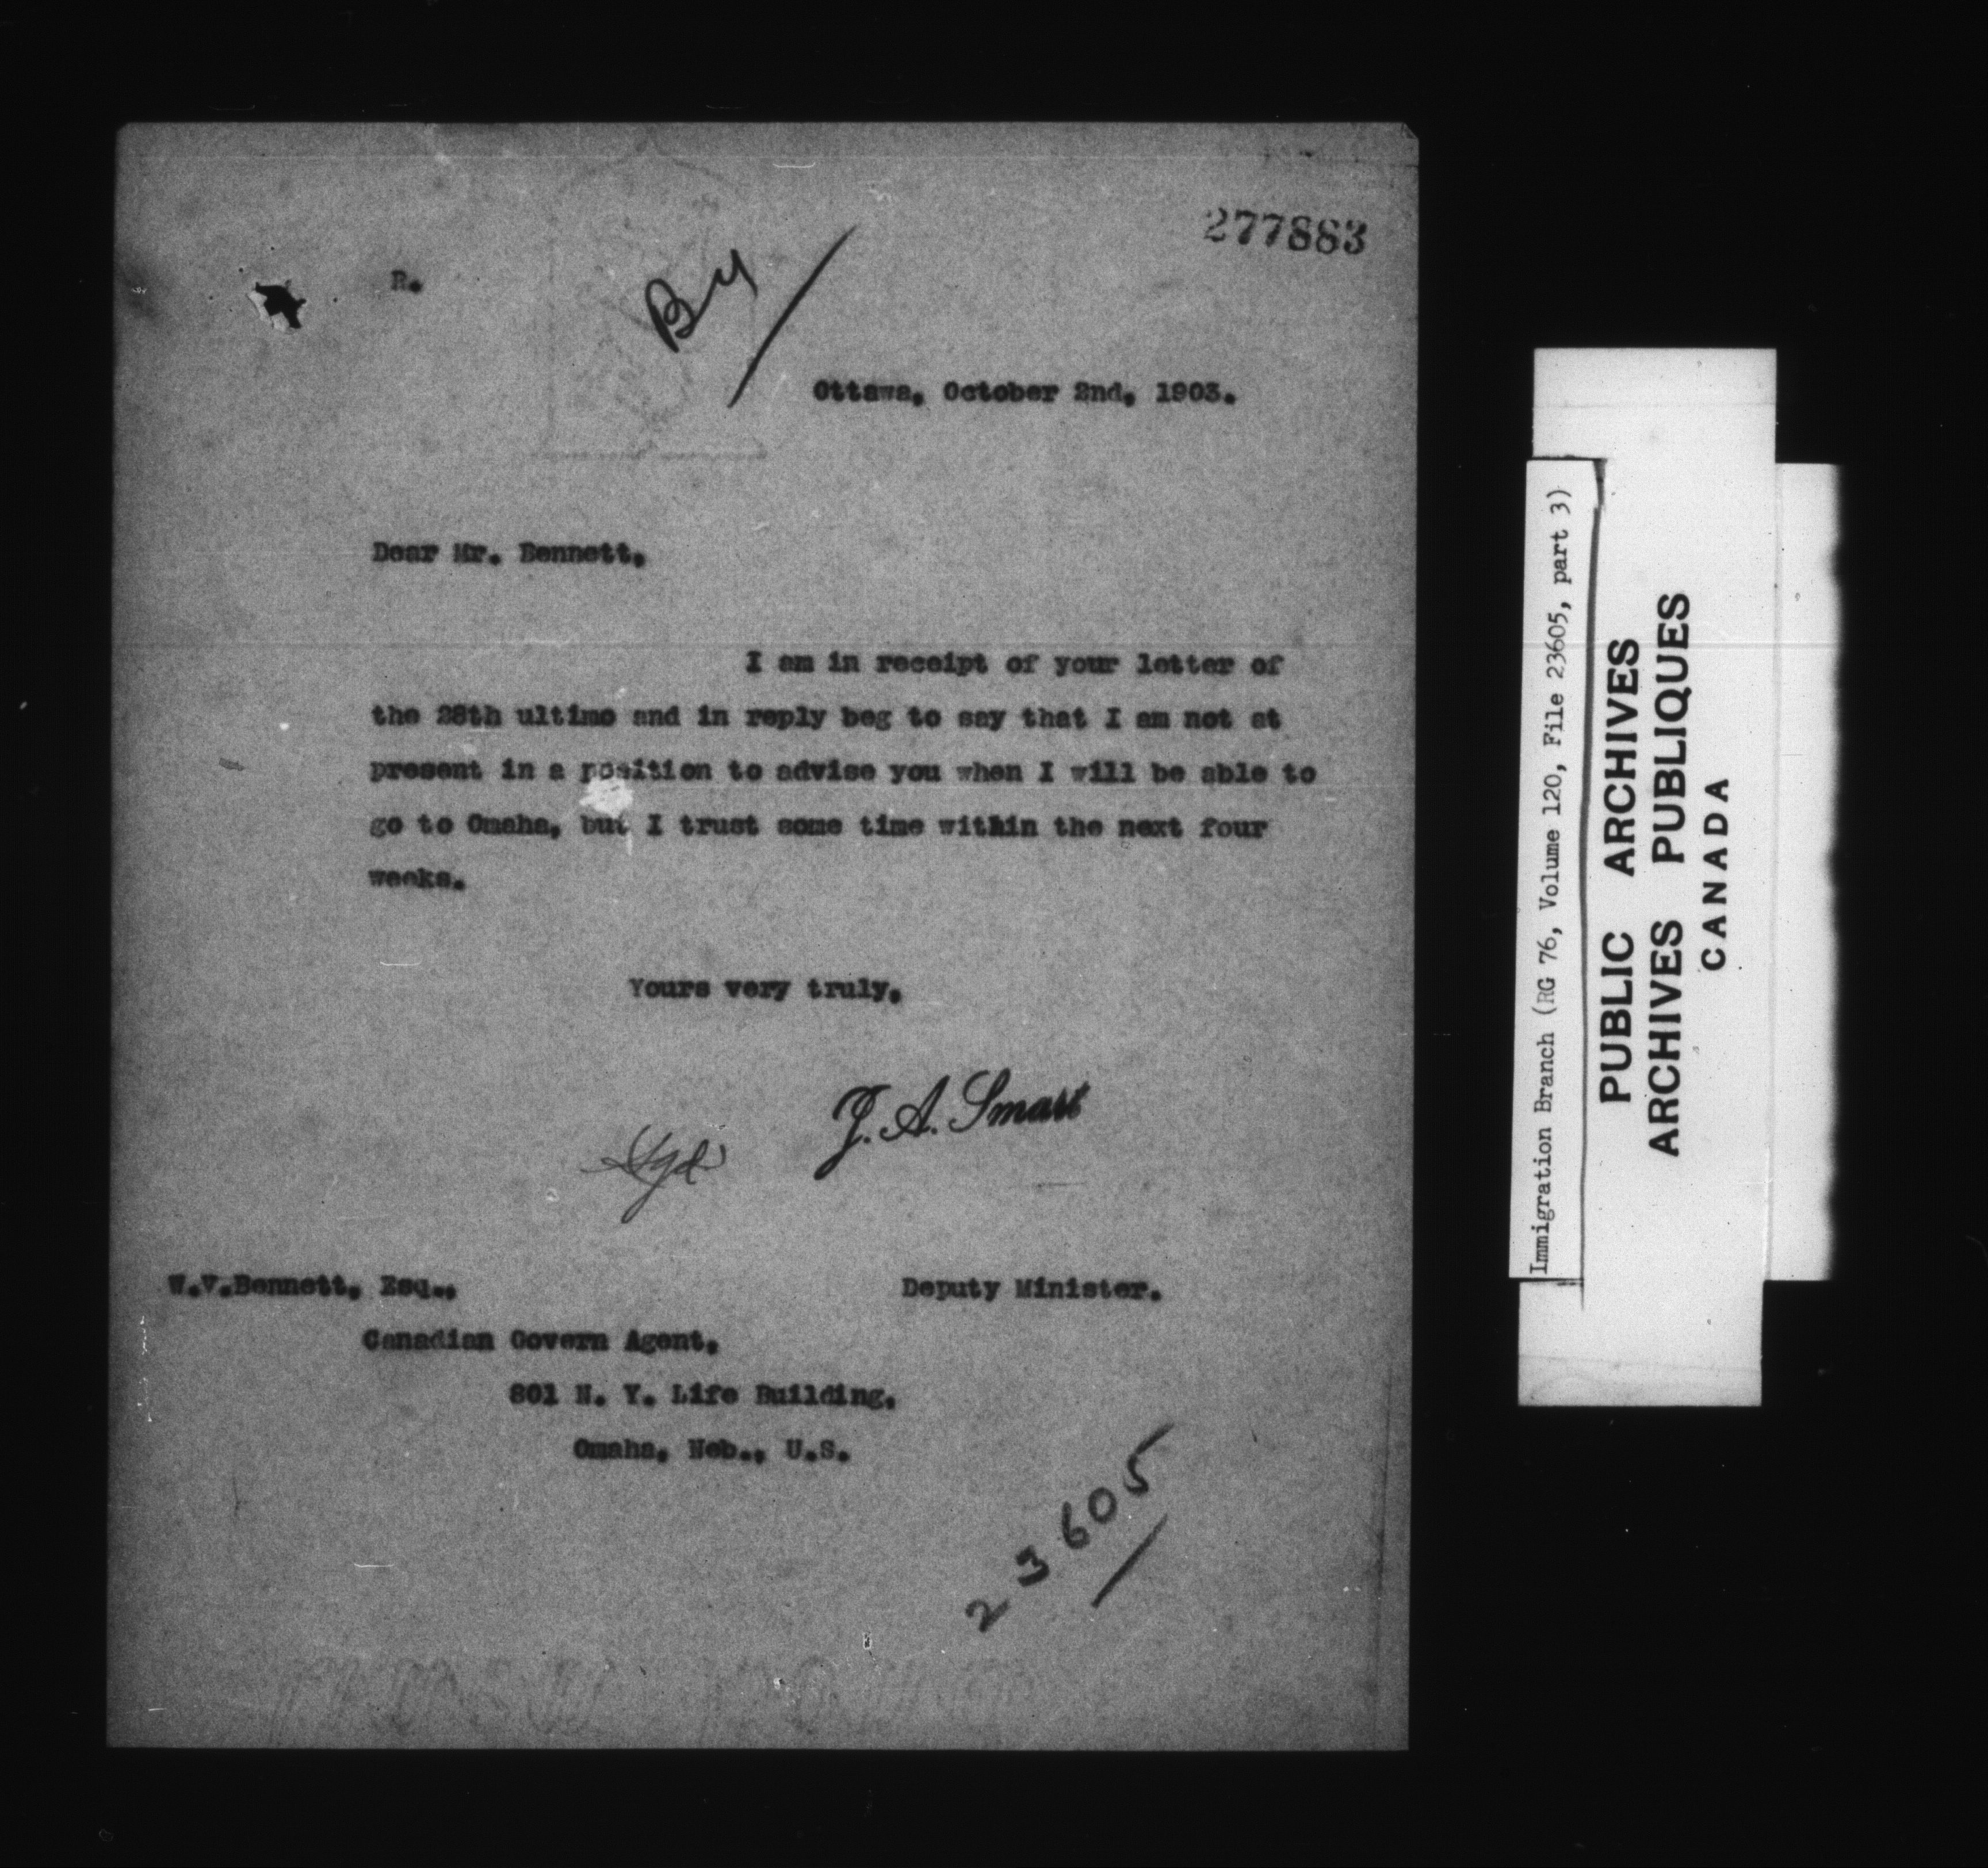 277883
R.
By
Ottawa, October 2nd, 1903.
Dear Mr. Bennett,
I am in receipt of your letter of
the 28th ultimo and in reply beg to say that I am not at
present in a position to advise you when I will be able to
go to Omaha, but I trust some time within the next four
weeks.
Yours very truly,
J. A. Smart
Sgd
W.V.Bennett, Esq.,
Deputy Minister.
Canadian Govern Agent,
801 N. Y. Life Building,
Omaha, Neb., U.S.
23605
Immigration Branch (RG 76, Volume 120, File 23605, part 3)
PUBLIC ARCHIVES
ARCHIVES PUBLIQUES
CANADA